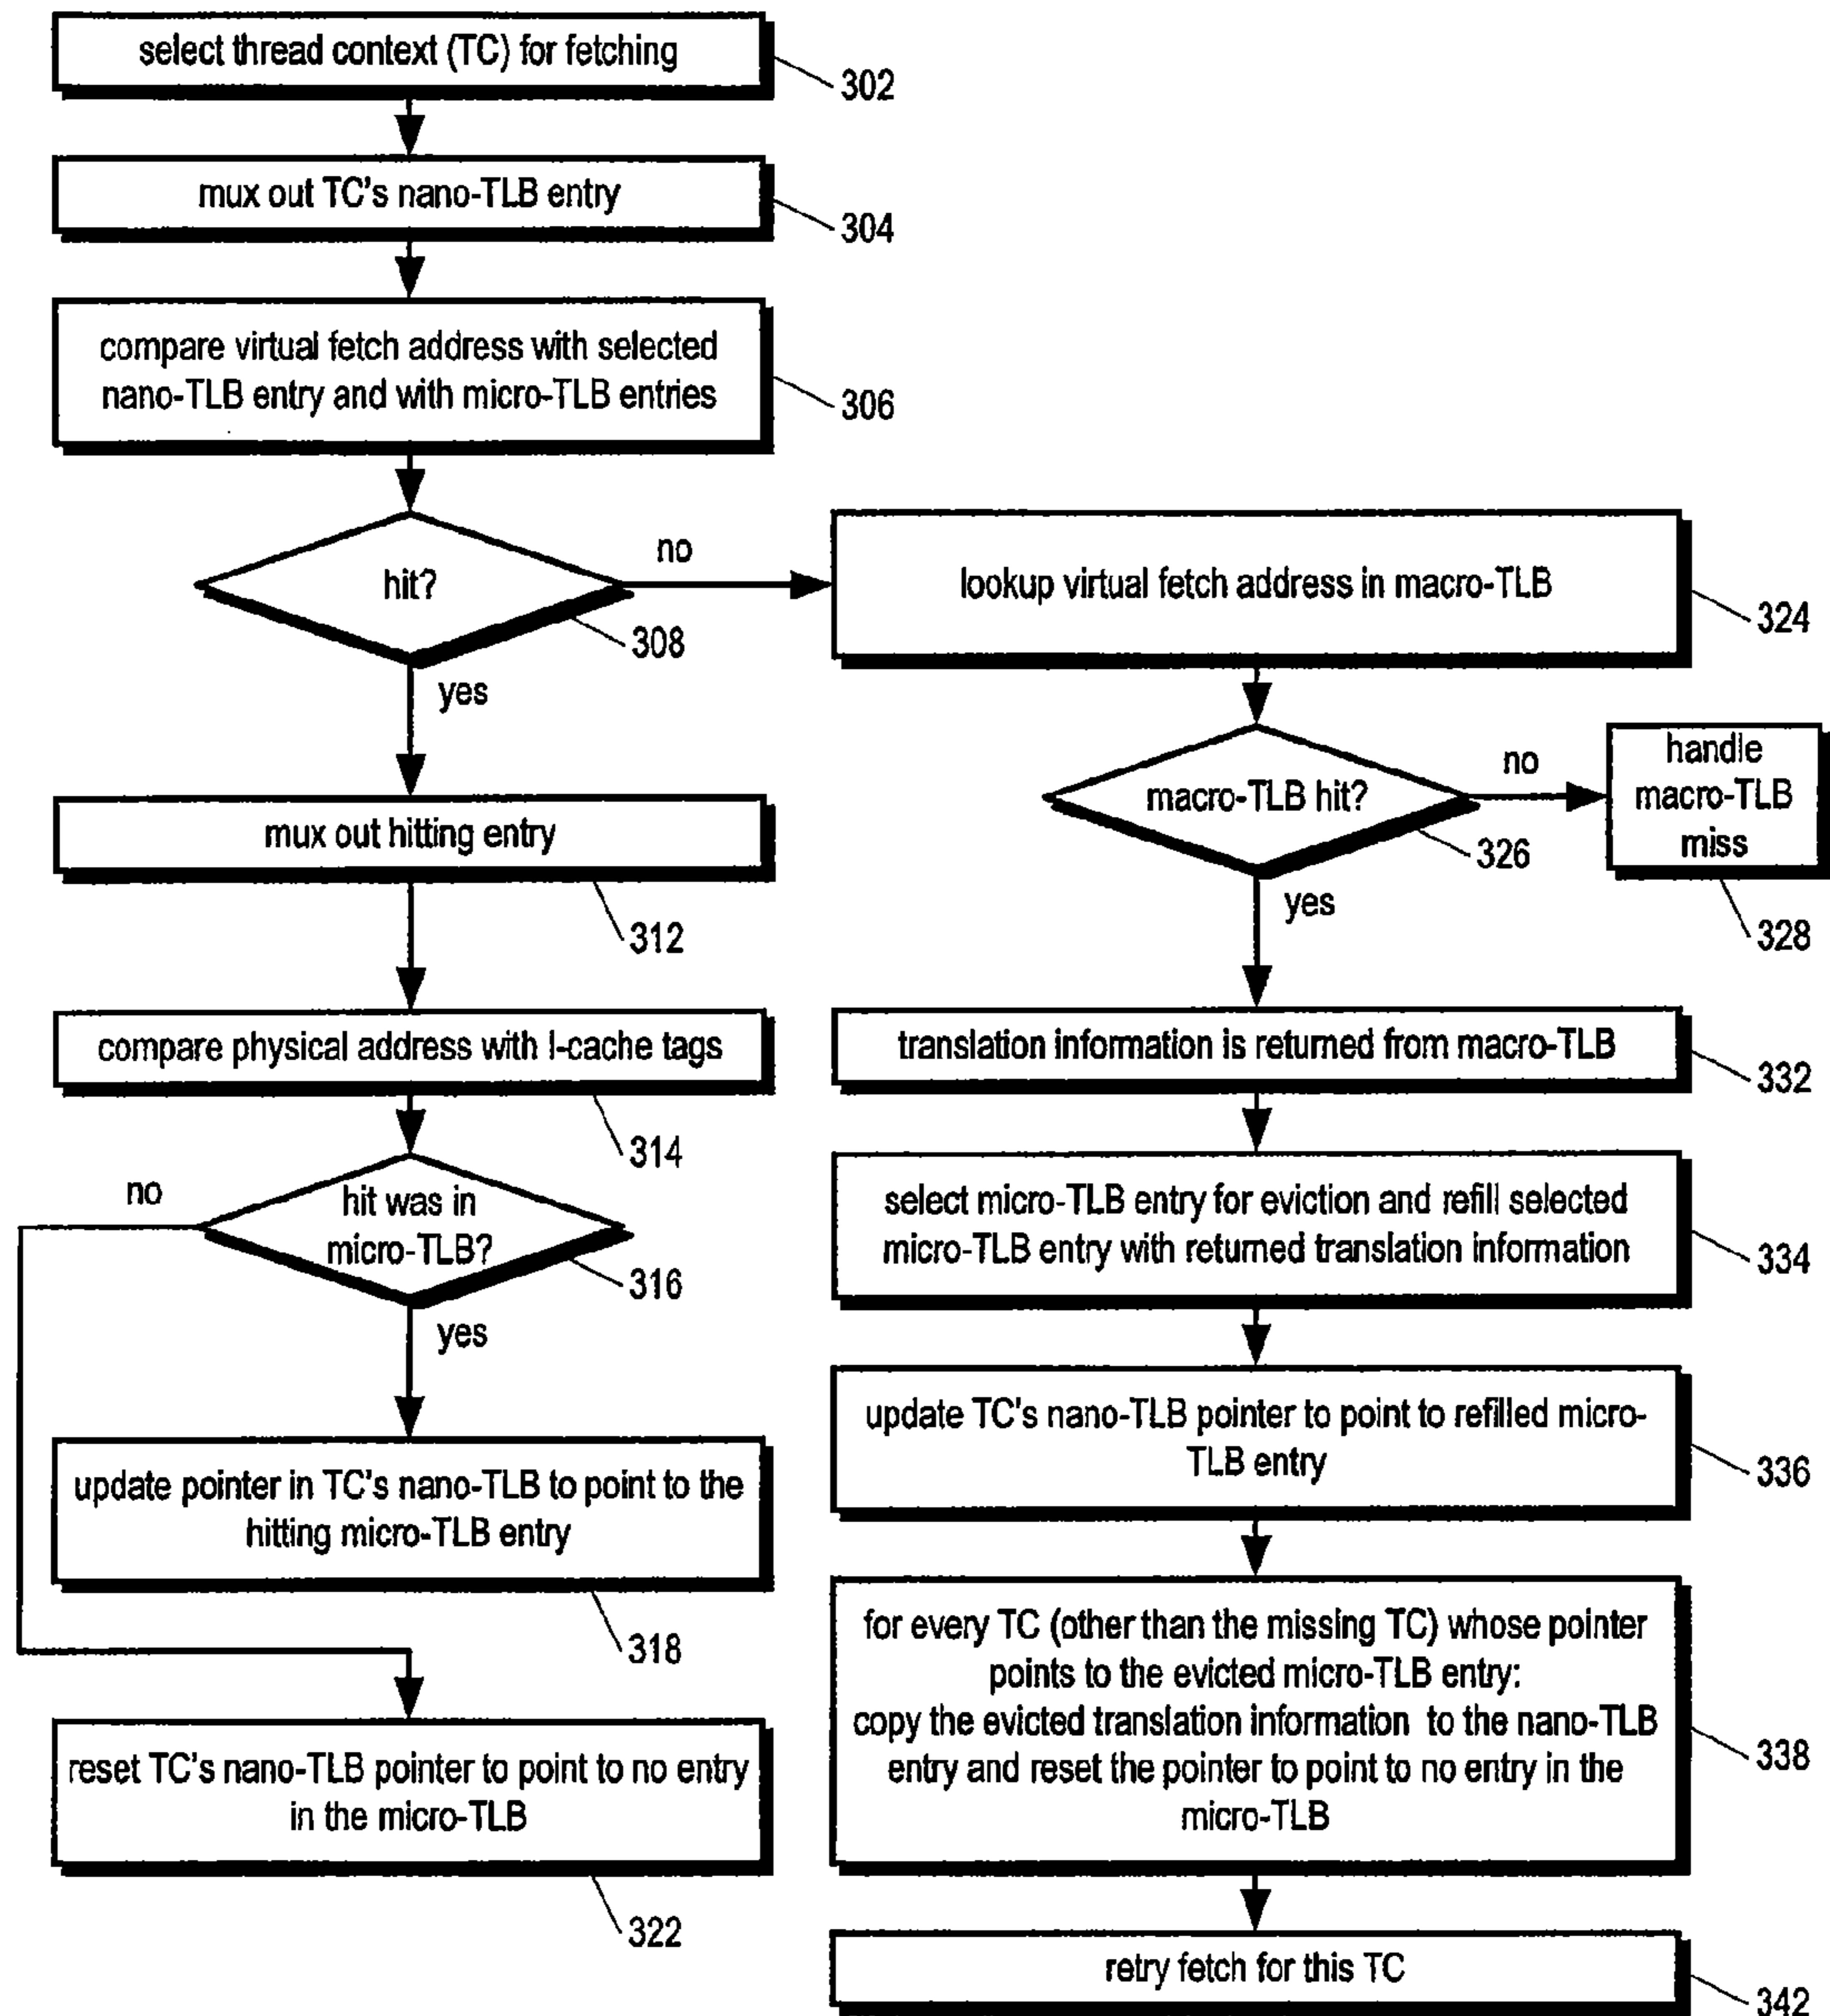 select thread context (TC) for fetching
302
mux out TC's nano-TLB entry
304
compare virtual fetch address with selected
nano-TLB entry and with micro-TLB entries
306
hit?
308
no
yes
mux out hitting entry
312
compare physical address with I-cache tags
314
hit was in
micro-TLB?
316
no
yes
update pointer in TC's nano-TLB to point to the
hitting micro-TLB entry
318
reset TC's nano-TLB pointer to point to no entry
in the micro-TLB
322
lookup virtual fetch address in macro-TLB
324
macro-TLB hit?
326
no
handle
macro-TLB
miss
328
yes
translation information is returned from macro-TLB
332
select micro-TLB entry for eviction and refill selected
micro-TLB entry with returned translation information
334
update TC's nano-TLB pointer to point to refilled micro-
TLB entry
336
for every TC (other than the missing TC) whose pointer
points to the evicted micro-TLB entry:
copy the evicted translation information to the nano-TLB
entry and reset the pointer to point to no entry in the
micro-TLB
338
retry fetch for this TC
342